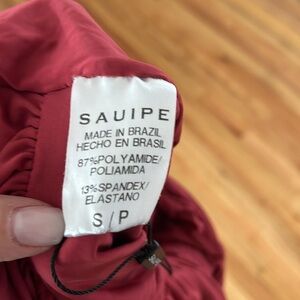 SAUIPE
MADE IN BRAZIL
HECHO EN BRASIL
87%POLYAMIDE/
POLIAMIDA
13%SPANDEX/
ELASTANO
S/P